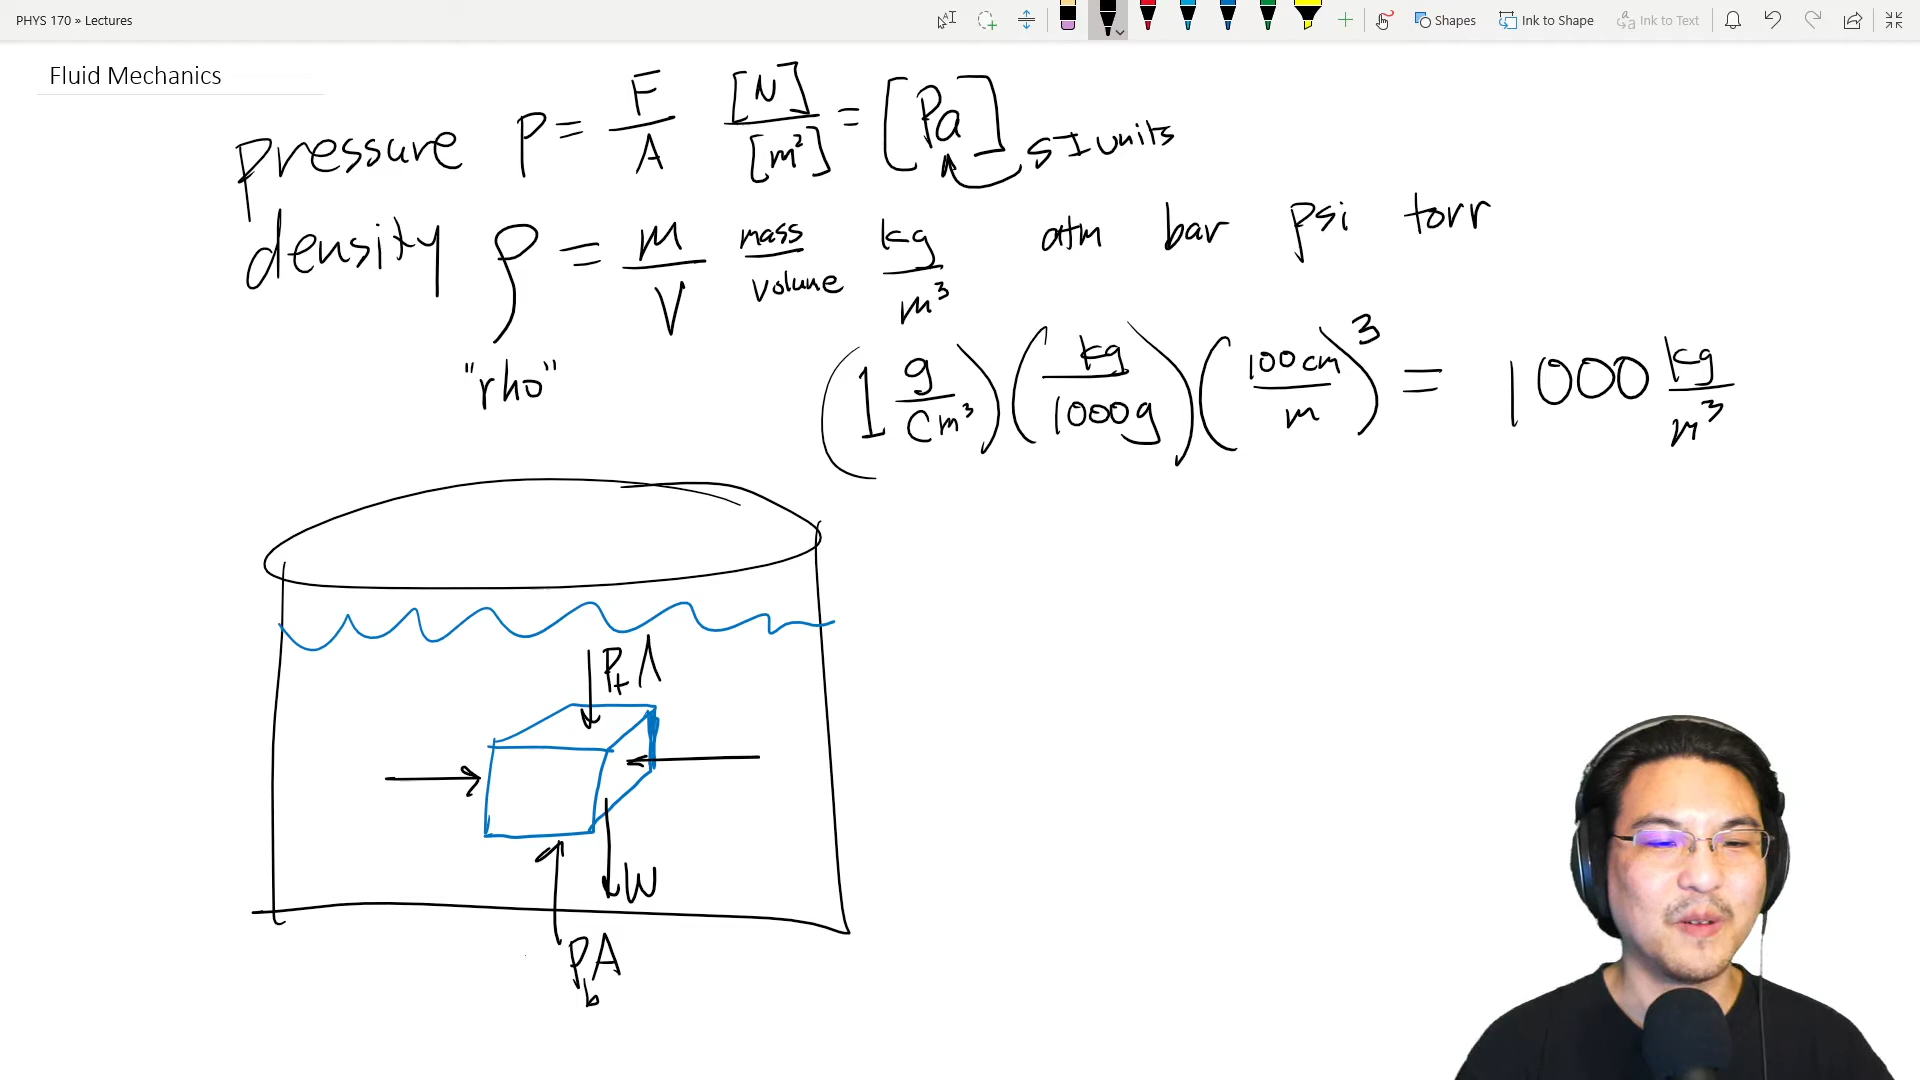 PHYS 170 » Lectures
Shapes Ink to Shape Ink to Text
Fluid Mechanics
pressure P = F/A [N]/[m²] = [Pa] SI units
density ρ = m/V mass/volume kg/m³ atm bar psi torr
"rho"
(1 g/cm³)(kg/1000g)(100cm/m)³ = 1000 kg/m³
PtA
W
PbA